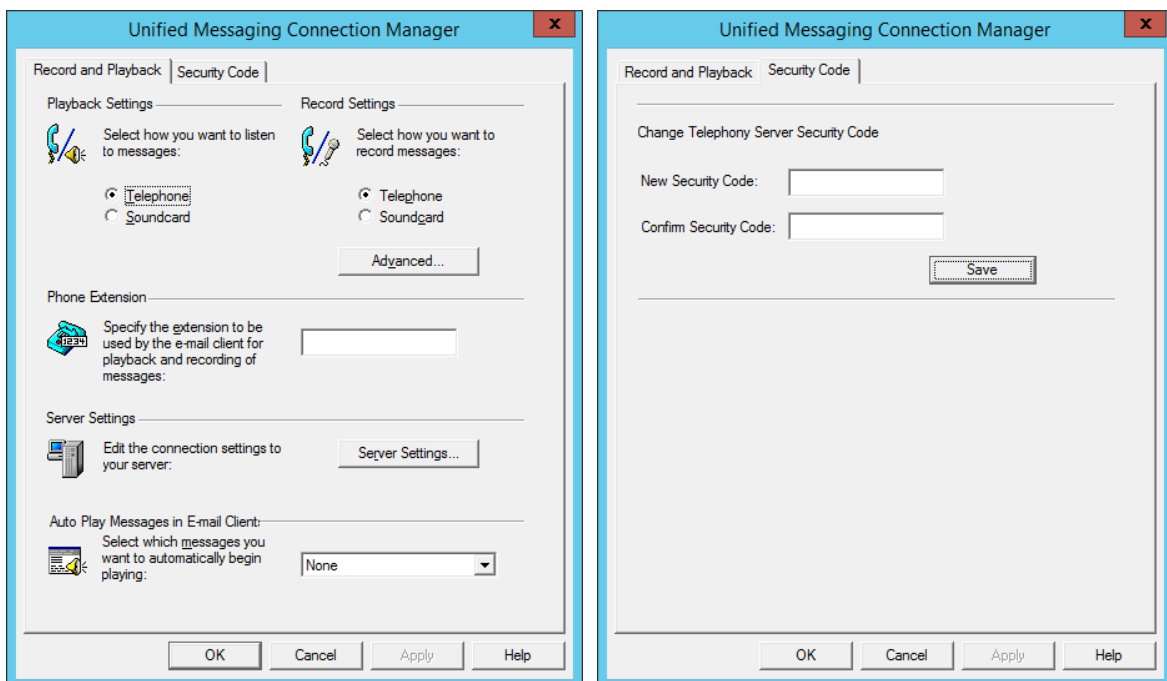 Unified Messaging Connection Manager
x
Record and Playback
Security Code
Playback Settings
Select how you want to listen
to messages:
Telephone
Soundcard
Record Settings
Select how you want to
record messages:
Telephone
Soundcard
Advanced...
Phone Extension
1234
Specify the extension to be
used by the e-mail client for
playback and recording of
messages:
Server Settings
Edit the connection settings to
your server:
Server Settings...
Auto Play Messages in E-mail Client:
Select which messages you
want to automatically begin
playing:
None
OK
Cancel
Apply
Help
Unified Messaging Connection Manager
x
Record and Playback
Security Code
Change Telephony Server Security Code
New Security Code:
Confirm Security Code:
Save
OK
Cancel
Apply
Help